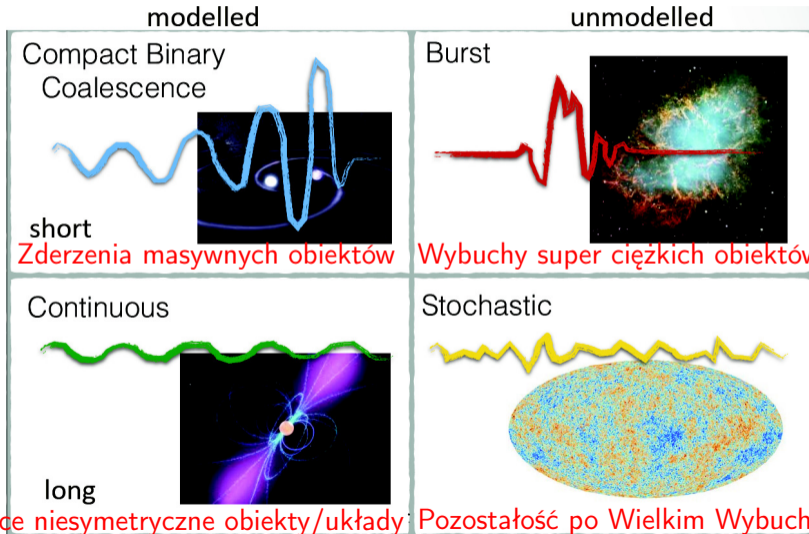 modelled
unmodelled
Compact Binary
Coalescence
short
Zderzenia masywnych obiektów
Burst
Wybuchy super ciężkich obiektów
Continuous
long
niesymetryczne obiekty/układy
Stochastic
Pozostałość po Wielkim Wybuch